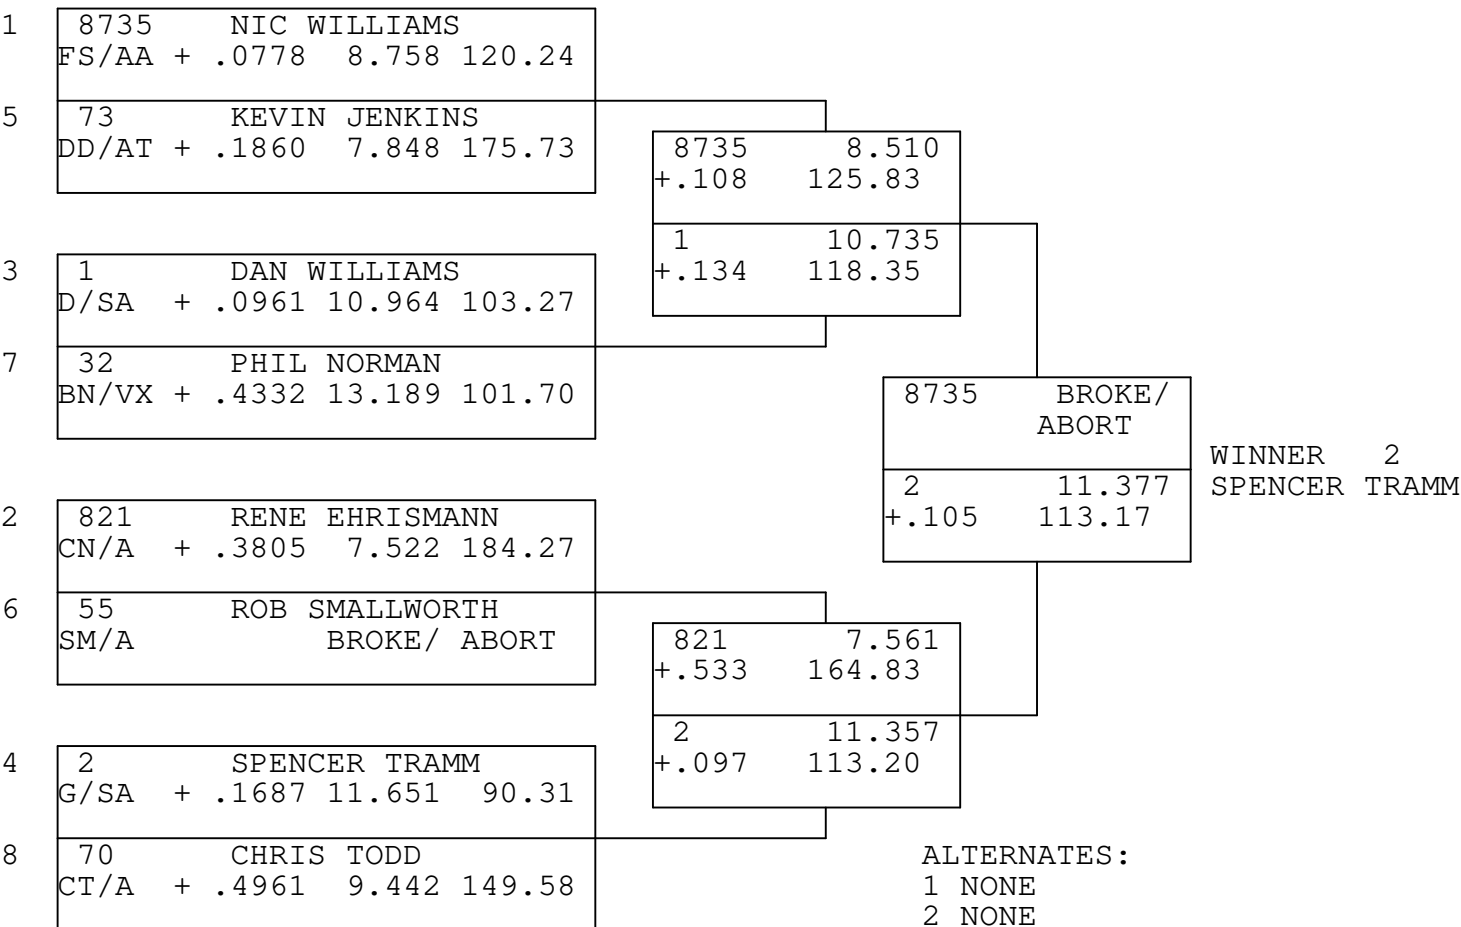 1 8735 NIC WILLIAMS
FS/AA + .0778 8.758 120.24
5 73 KEVIN JENKINS
DD/AT + .1860 7.848 175.73
8735 8.510
+.108 125.83
1 10.735
+.134 118.35
3 1 DAN WILLIAMS
D/SA + .0961 10.964 103.27
7 32 PHIL NORMAN
BN/VX + .4332 13.189 101.70
8735 BROKE/
ABORT
2 11.377
+.105 113.17
WINNER 2
SPENCER TRAMM
2 821 RENE EHRISMANN
CN/A + .3805 7.522 184.27
6 55 ROB SMALLWORTH
SM/A BROKE/ ABORT
821 7.561
+.533 164.83
2 11.357
+.097 113.20
4 2 SPENCER TRAMM
G/SA + .1687 11.651 90.31
8 70 CHRIS TODD
CT/A + .4961 9.442 149.58
ALTERNATES:
1 NONE
2 NONE